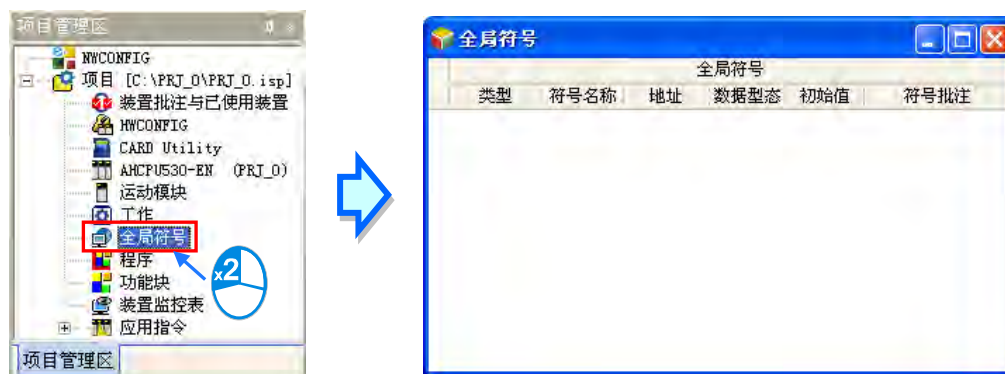 项目管理区
NWCONFIG
项目 [C:\PRJ_0\PRJ_0.isp]
装置批注与已使用装置
HWCONFIG
CARD Utility
AHCPU530-EN (PRJ_0)
运动模块
工作
全局符号
程序
功能块
装置监控表
应用指令
项目管理区
x2
全局符号
全局符号
类型 符号名称 地址 数据型态 初始值 符号批注